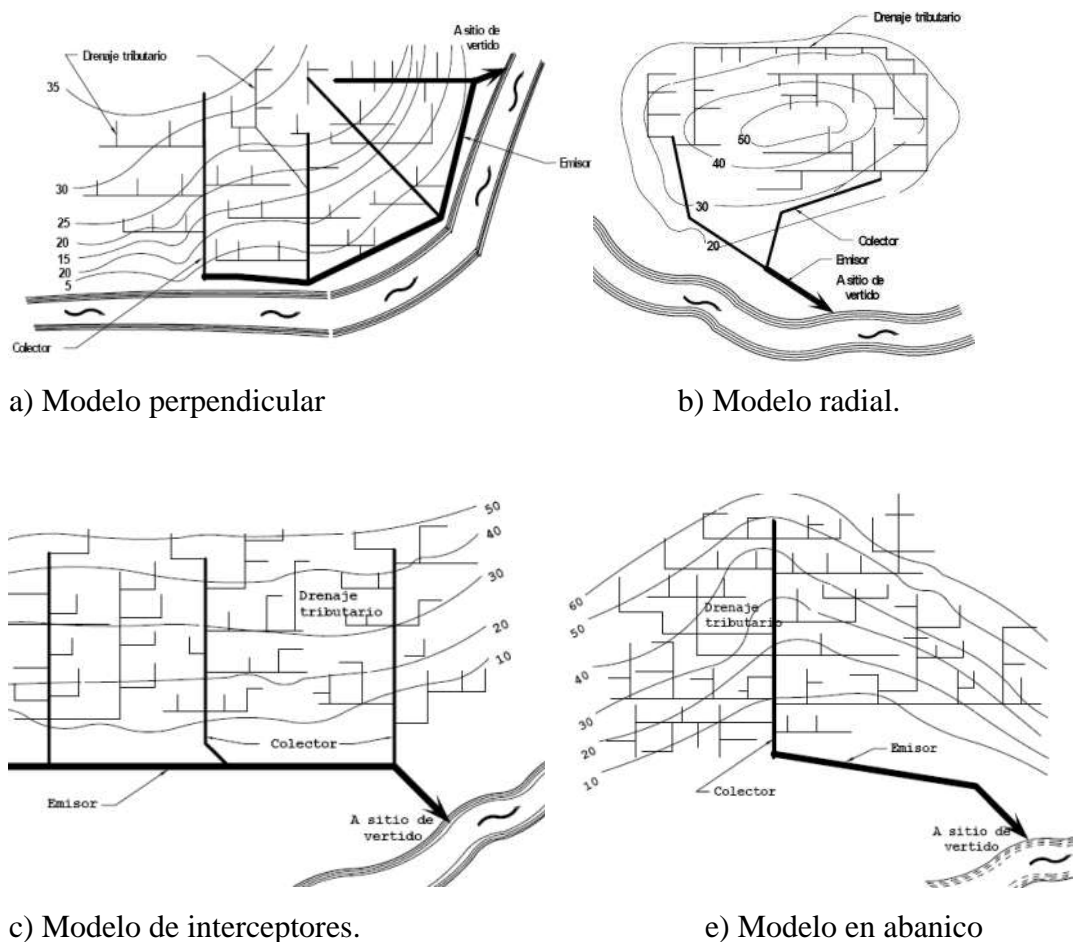 Drenaje tributario
35
30
25
20
15
20
5
Colector
A sitio de
vertido
Emisor
a) Modelo perpendicular
Drenaje tributario
50
40
30
20
Colector
Emisor
A sitio de
vertido
b) Modelo radial.
50
40
30
20
10
Drenaje
tributario
Colector
Emisor
A sitio de
vertido
c) Modelo de interceptores.
60
50
40
30
20
10
Drenaje
tributario
Emisor
Colector
A sitio de
vertido
e) Modelo en abanico